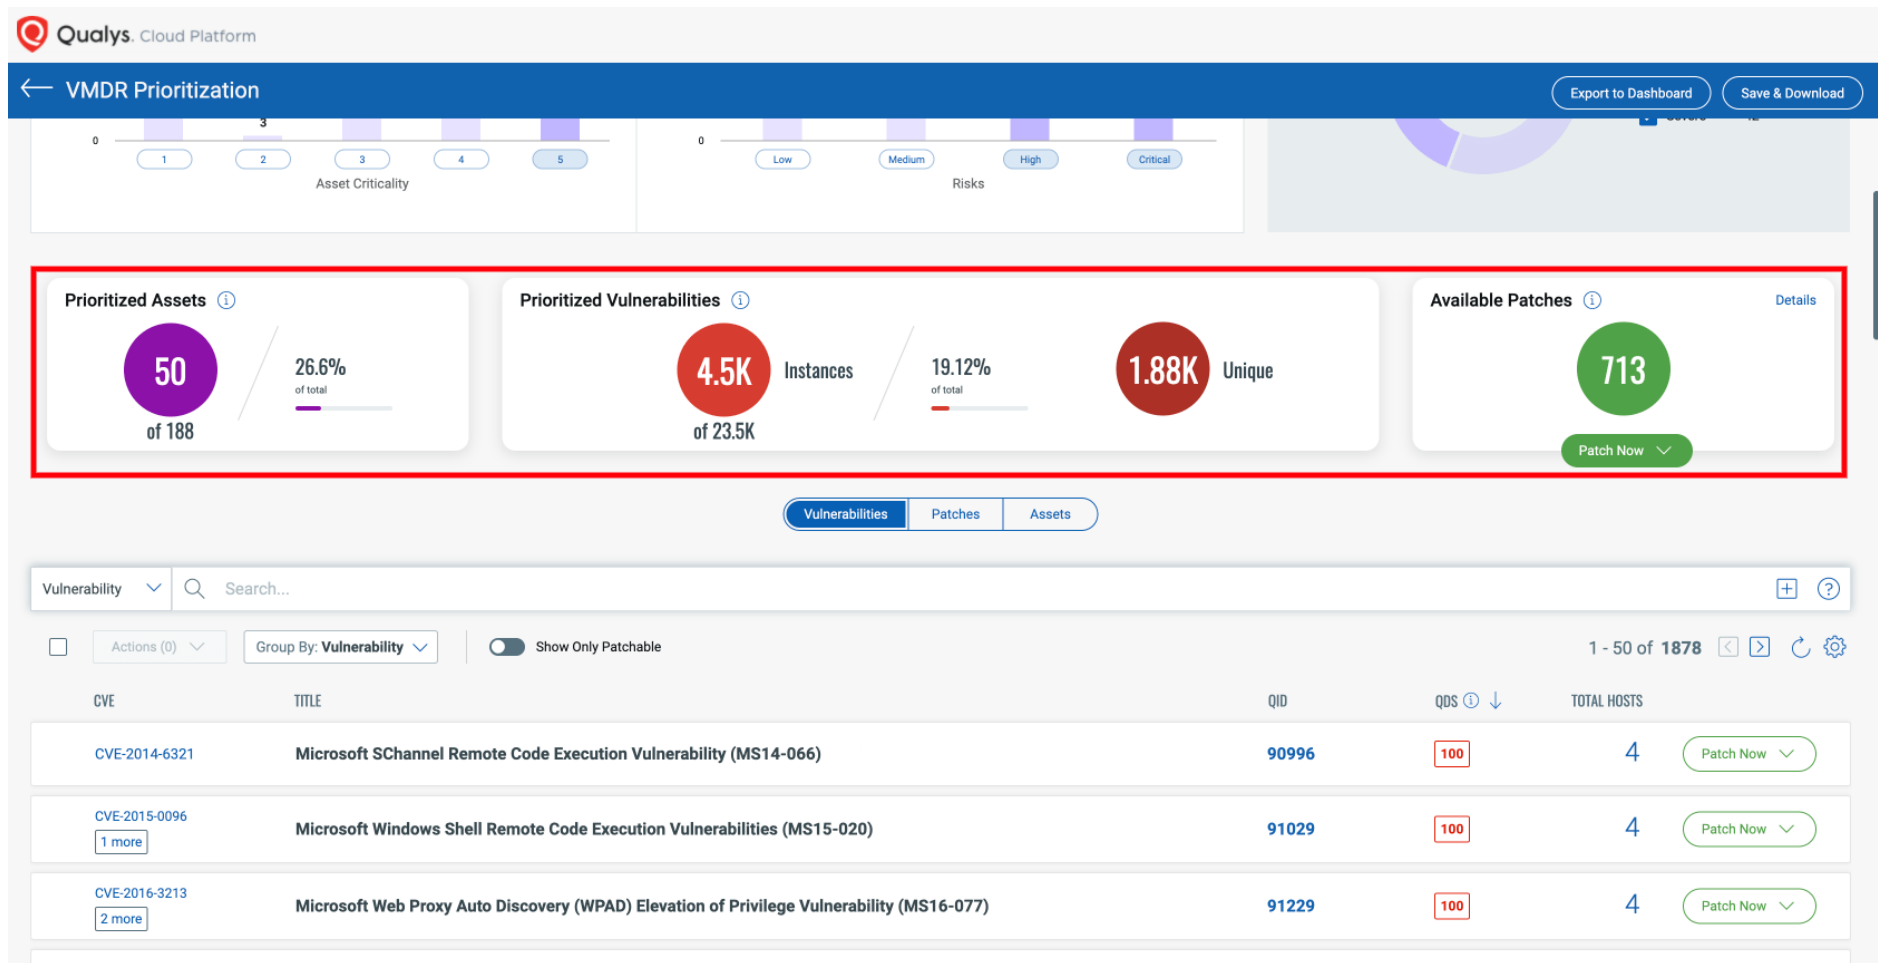 Qualys. Cloud Platform
VMDR Prioritization
Export to Dashboard
Save & Download
3
0
1 2 3 4 5
Asset Criticality
0
Low Medium High Critical
Risks
Prioritized Assets
50
of 188
26.6%
of total
Prioritized Vulnerabilities
4.5K Instances
of 23.5K
19.12%
of total
1.88K Unique
Available Patches
Details
713
Patch Now
Vulnerabilities Patches Assets
Vulnerability Search...
Actions (0) Group By: Vulnerability Show Only Patchable 1 - 50 of 1878
CVE TITLE QID QDS TOTAL HOSTS
CVE-2014-6321 Microsoft SChannel Remote Code Execution Vulnerability (MS14-066) 90996 100 4 Patch Now
CVE-2015-0096
1 more
Microsoft Windows Shell Remote Code Execution Vulnerabilities (MS15-020) 91029 100 4 Patch Now
CVE-2016-3213
2 more
Microsoft Web Proxy Auto Discovery (WPAD) Elevation of Privilege Vulnerability (MS16-077) 91229 100 4 Patch Now